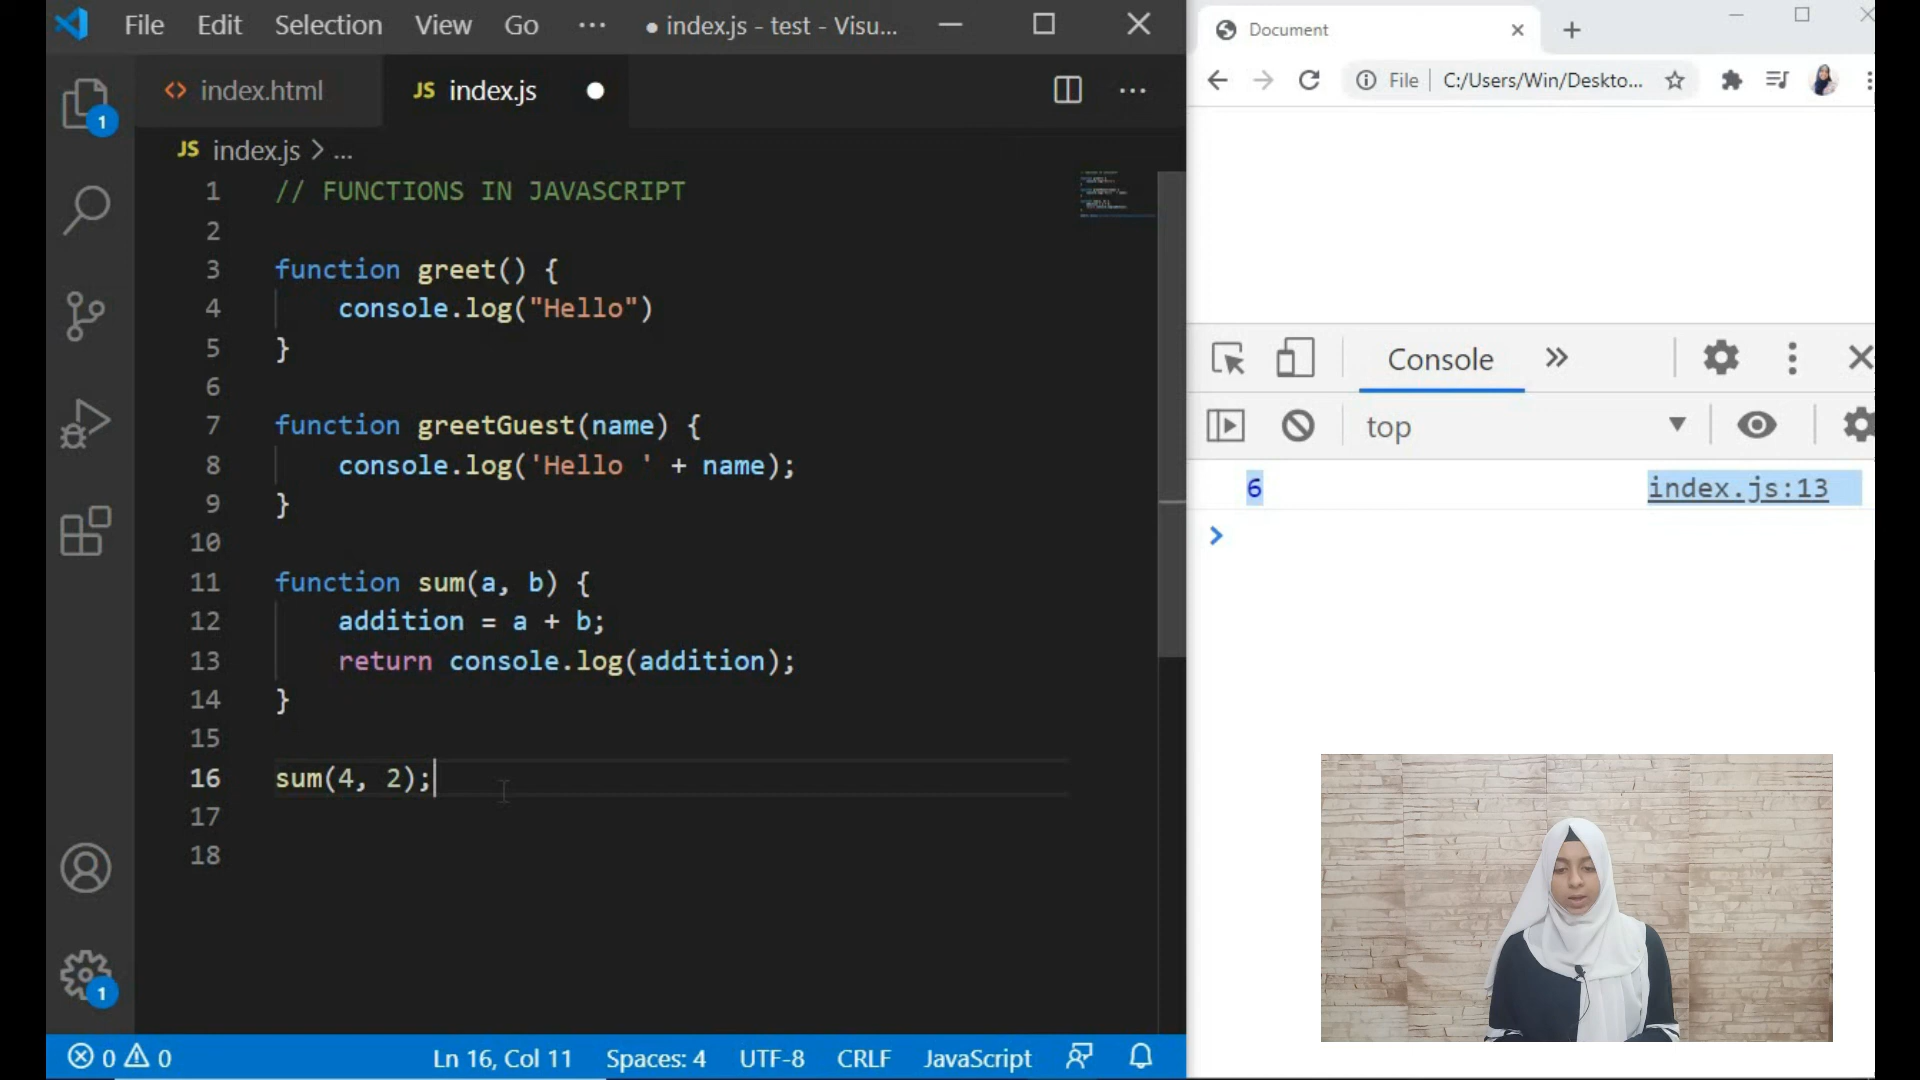 File Edit Selection View Go ··· ● index.js - test - Visu...
index.html
JS index.js
JS index.js > ...
1 // FUNCTIONS IN JAVASCRIPT
2
3 function greet() {
4 console.log("Hello")
5 }
6
7 function greetGuest(name) {
8 console.log('Hello ' + name);
9 }
10
11 function sum(a, b) {
12 addition = a + b;
13 return console.log(addition);
14 }
15
16 sum(4, 2);
17
18
1
1
0 0 Ln 16, Col 11 Spaces: 4 UTF-8 CRLF JavaScript
Document
File C:/Users/Win/Deskto...
Console
top
6 index.js:13